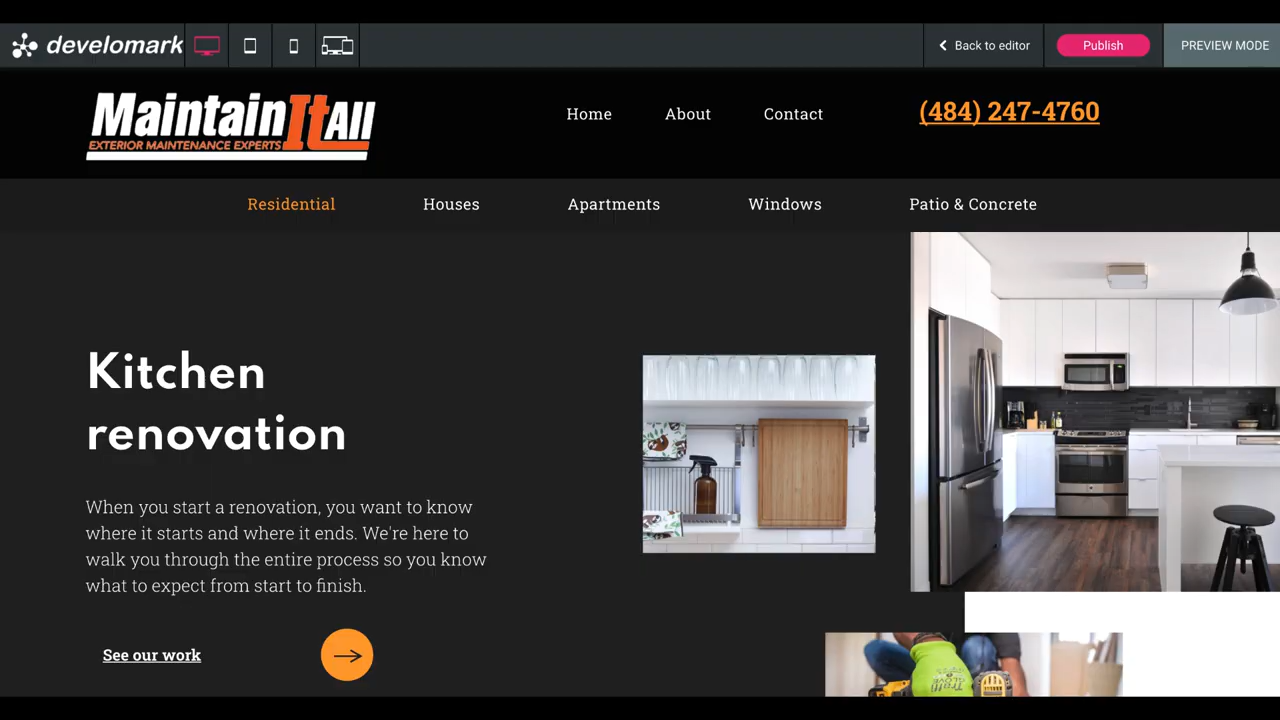 develomark
Back to editor
Publish
PREVIEW MODE
MaintainItAll
EXTERIOR MAINTENANCE EXPERTS
Home
About
Contact
(484) 247-4760
Residential
Houses
Apartments
Windows
Patio & Concrete
Kitchen
renovation
When you start a renovation, you want to know
where it starts and where it ends. We're here to
walk you through the entire process so you know
what to expect from start to finish.
See our work